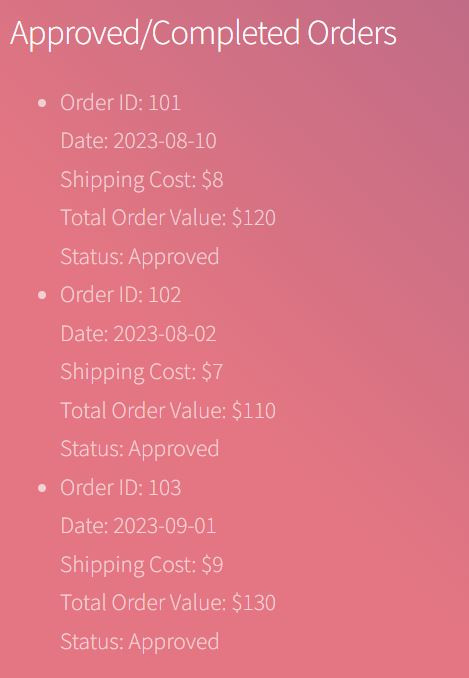 Approved/Completed Orders
Order ID: 101
Date: 2023-08-10
Shipping Cost: $8
Total Order Value: $120
Status: Approved
Order ID: 102
Date: 2023-08-02
Shipping Cost: $7
Total Order Value: $110
Status: Approved
Order ID: 103
Date: 2023-09-01
Shipping Cost: $9
Total Order Value: $130
Status: Approved